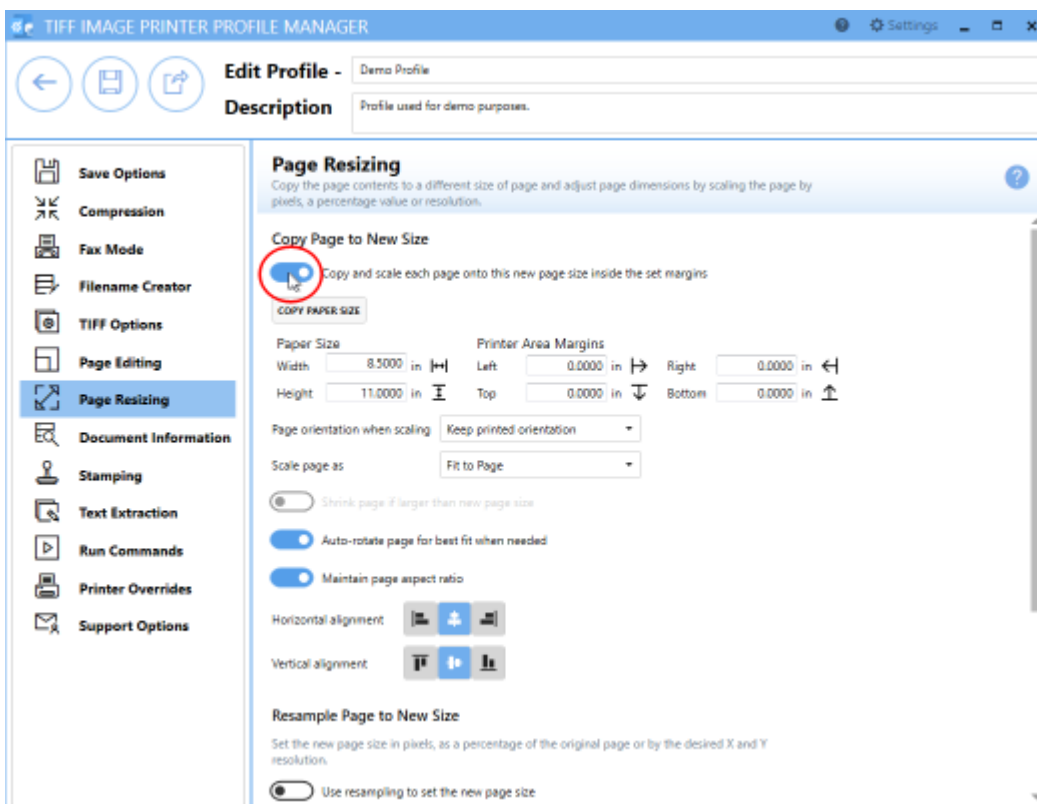 TIFF IMAGE PRINTER PROFILE MANAGER
Settings
Edit Profile - Demo Profile
Description Profile used for demo purposes.
Save Options
Compression
Fax Mode
Filename Creator
TIFF Options
Page Editing
Page Resizing
Document Information
Stamping
Text Extraction
Run Commands
Printer Overrides
Support Options
Page Resizing
Copy the page contents to a different size of page and adjust page dimensions by scaling the page by
pixels, a percentage value or resolution.
Copy Page to New Size
Copy and scale each page onto this new page size inside the set margins
COPY PAPER SIZE
Paper Size Printer Area Margins
Width 8.5000 in Left 0.0000 in Right 0.0000 in
Height 11.0000 in Top 0.0000 in Bottom 0.0000 in
Page orientation when scaling Keep printed orientation
Scale page as Fit to Page
Shrink page if larger than new page size
Auto-rotate page for best fit when needed
Maintain page aspect ratio
Horizontal alignment
Vertical alignment
Resample Page to New Size
Set the new page size in pixels, as a percentage of the original page or by the desired X and Y
resolution.
Use resampling to set the new page size